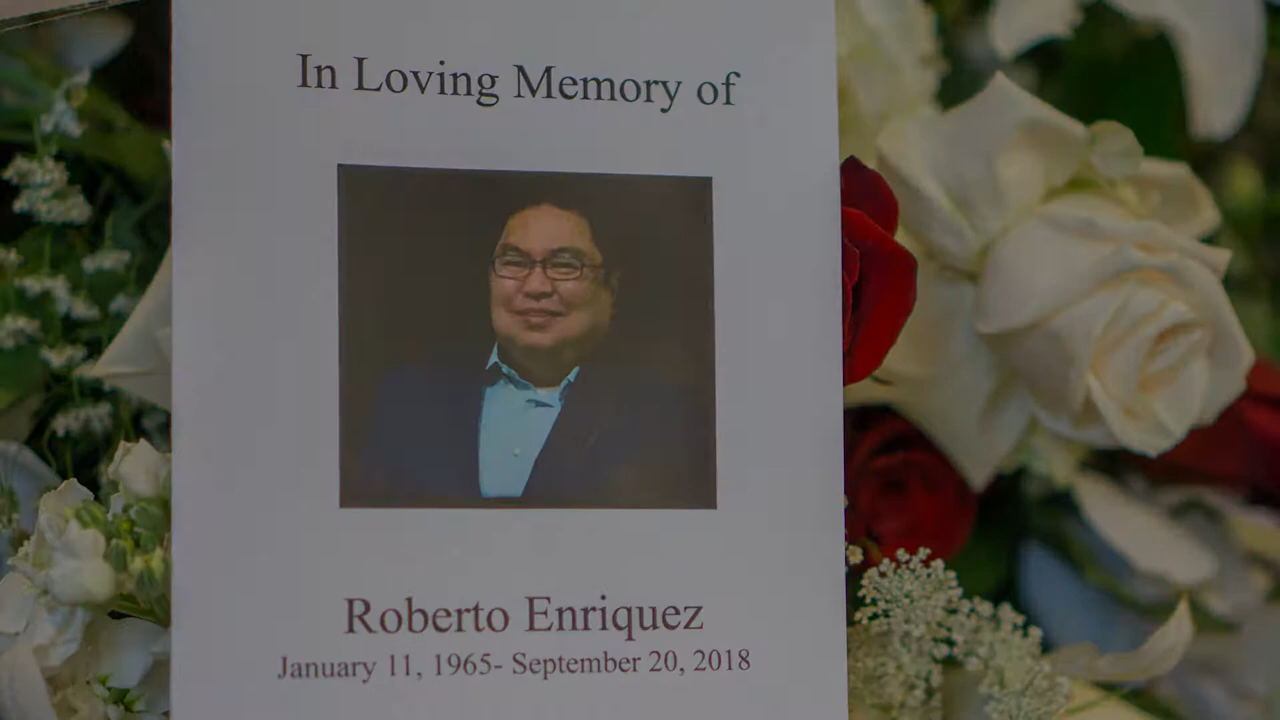 In Loving Memory of
Roberto Enriquez
January 11, 1965- September 20, 2018